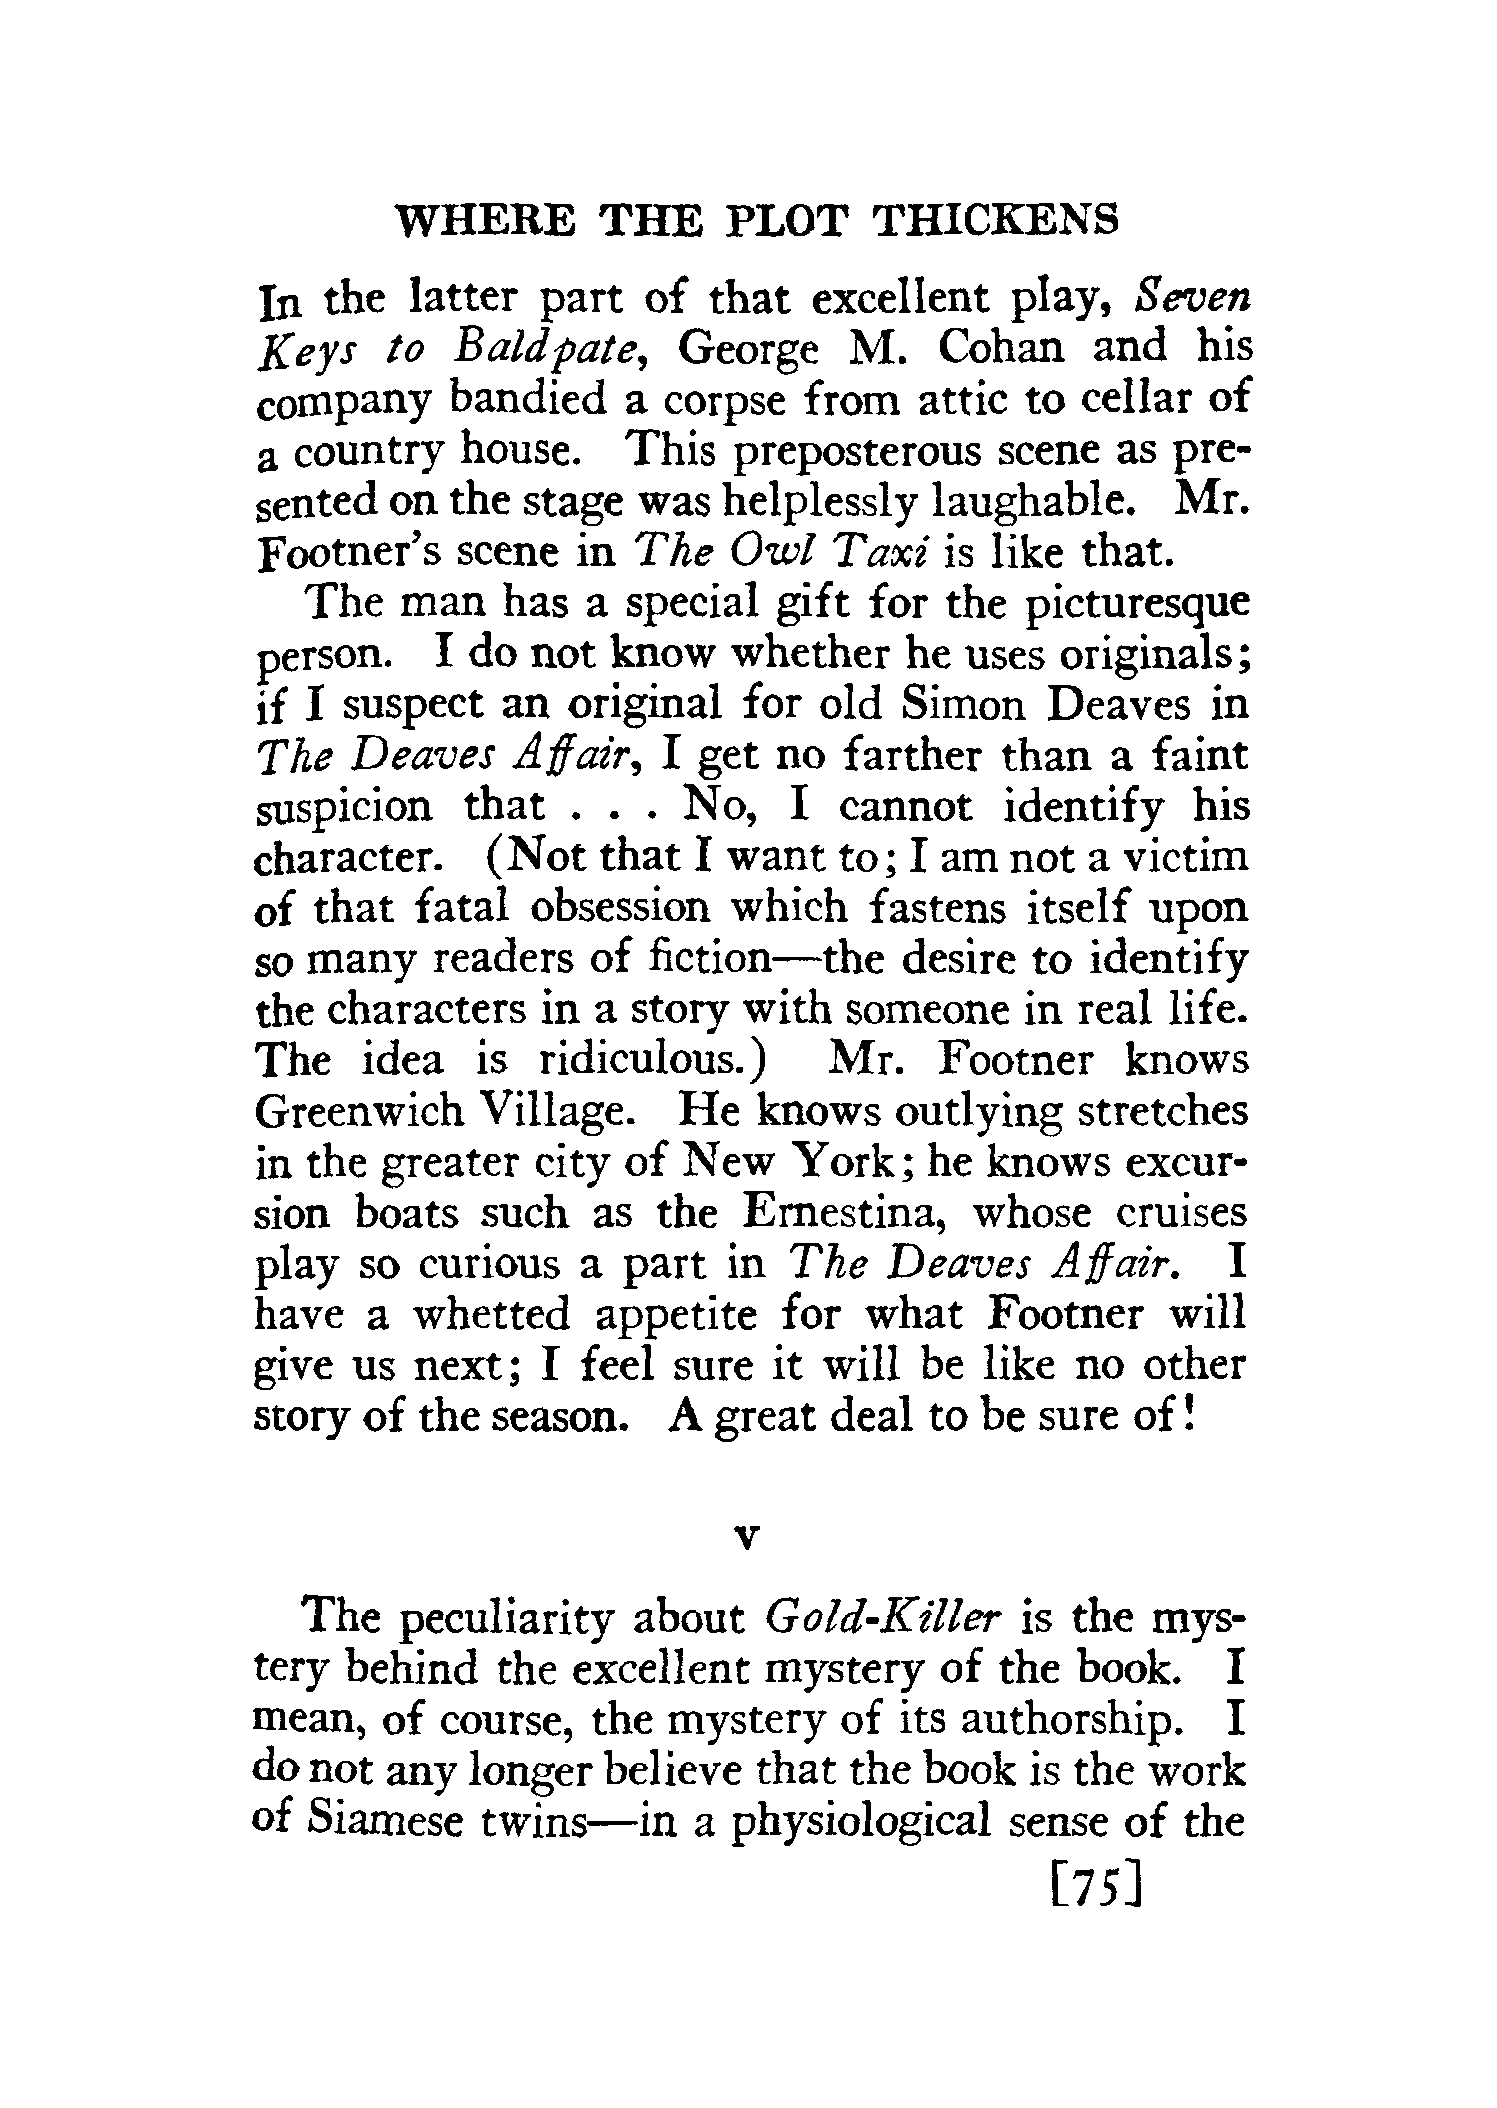 WHERE THE PLOT THICKENS
In the latter part of that excellent play, Seven
Keys to Baldpate, George M. Cohan and his
company bandied a corpse from attic to cellar of
a country house. This preposterous scene as pre-
sented on the stage was helplessly laughable. Mr.
Footner's scene in The Owl Taxi is like that.
The man has a special gift for the picturesque
person. I do not know whether he uses originals;
if I suspect an original for old Simon Deaves in
The Deaves Affair, I get no farther than a faint
suspicion that . . . No, I cannot identify his
character. (Not that I want to; I am not a victim
of that fatal obsession which fastens itself upon
so many readers of fiction—the desire to identify
the characters in a story with someone in real life.
The idea is ridiculous.) Mr. Footner knows
Greenwich Village. He knows outlying stretches
in the greater city of New York; he knows excur-
sion boats such as the Ernestina, whose cruises
play so curious a part in The Deaves Affair. I
have a whetted appetite for what Footner will
give us next; I feel sure it will be like no other
story of the season. A great deal to be sure of!
v
The peculiarity about Gold-Killer is the mys-
tery behind the excellent mystery of the book. I
mean, of course, the mystery of its authorship. I
do not any longer believe that the book is the work
of Siamese twins—in a physiological sense of the
[75]